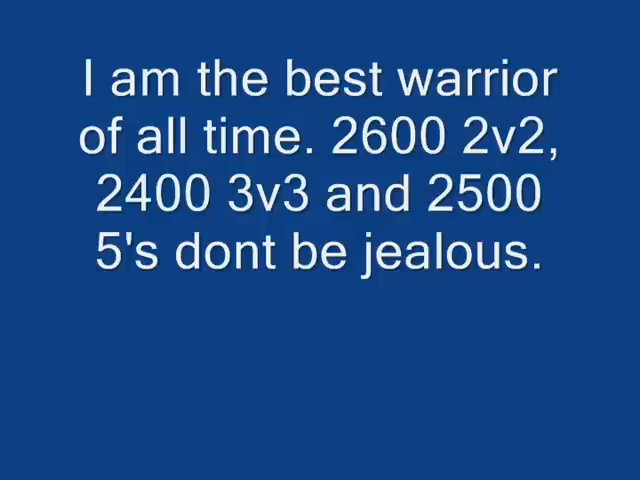 I am the best warrior
of all time. 2600 2v2,
2400 3v3 and 2500
5's dont be jealous.